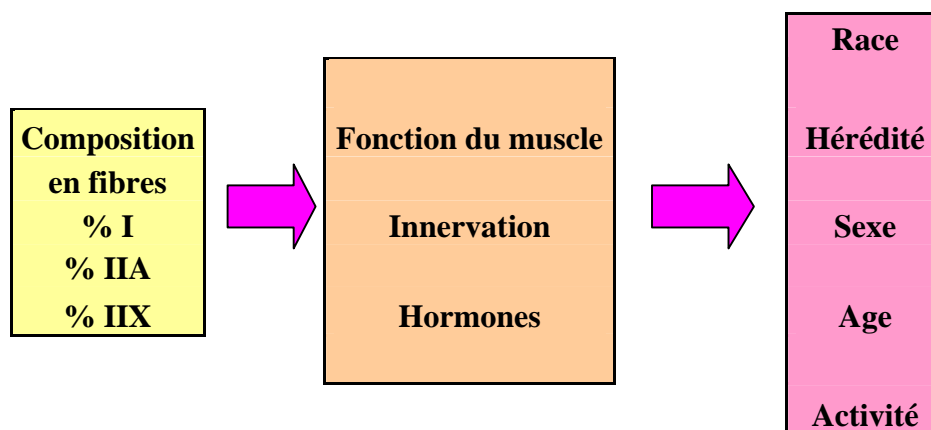 Composition
en fibres
% I
% IIA
% IIX
Fonction du muscle
Innervation
Hormones
Race
Hérédité
Sexe
Age
Activité